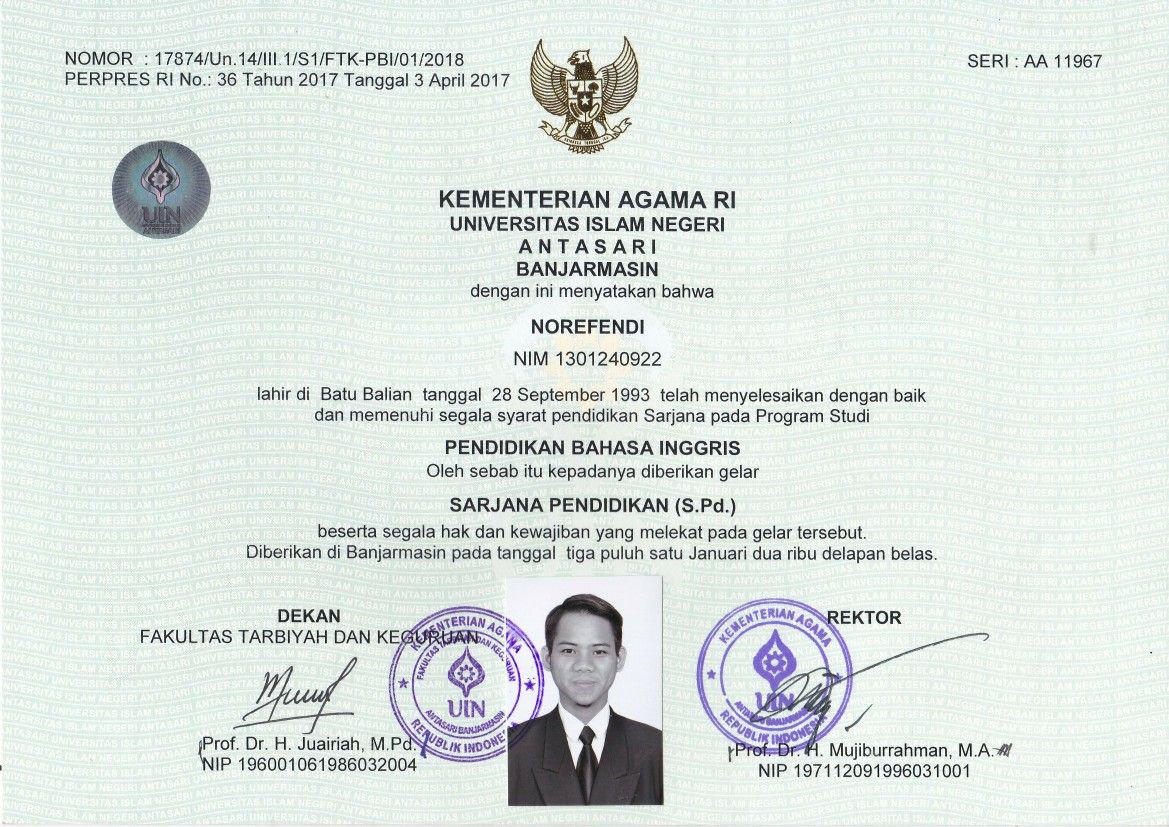 NOMOR : 17874/Un.14/III.1/S1/FTK-PBI/01/2018
PERPRES RI No.: 36 Tahun 2017 Tanggal 3 April 2017
SERI : AA 11967
UIN
ANTASARI
KEMENTERIAN AGAMA RI
UNIVERSITAS ISLAM NEGERI
A N T A S A R I
BANJARMASIN
dengan ini menyatakan bahwa
NOREFENDI
NIM 1301240922
lahir di Batu Balian tanggal 28 September 1993 telah menyelesaikan dengan baik
dan memenuhi segala syarat pendidikan Sarjana pada Program Studi
PENDIDIKAN BAHASA INGGRIS
Oleh sebab itu kepadanya diberikan gelar
SARJANA PENDIDIKAN (S.Pd.)
beserta segala hak dan kewajiban yang melekat pada gelar tersebut.
Diberikan di Banjarmasin pada tanggal tiga puluh satu Januari dua ribu delapan belas.
DEKAN
FAKULTAS TARBIYAH DAN KEGURUAN
KEMENTERIAN AGAMA
FAKULTAS TARBIYAH DAN KEGURUAN
UIN
ANTASARI BANJARMASIN
REPUBLIK INDONESIA
Prof. Dr. H. Juairiah, M.Pd.
NIP 196001061986032004
REKTOR
KEMENTERIAN AGAMA
UIN
ANTASARI BANJARMASIN
REPUBLIK INDONESIA
Prof. Dr. H. Mujiburrahman, M.A.
NIP 197112091996031001